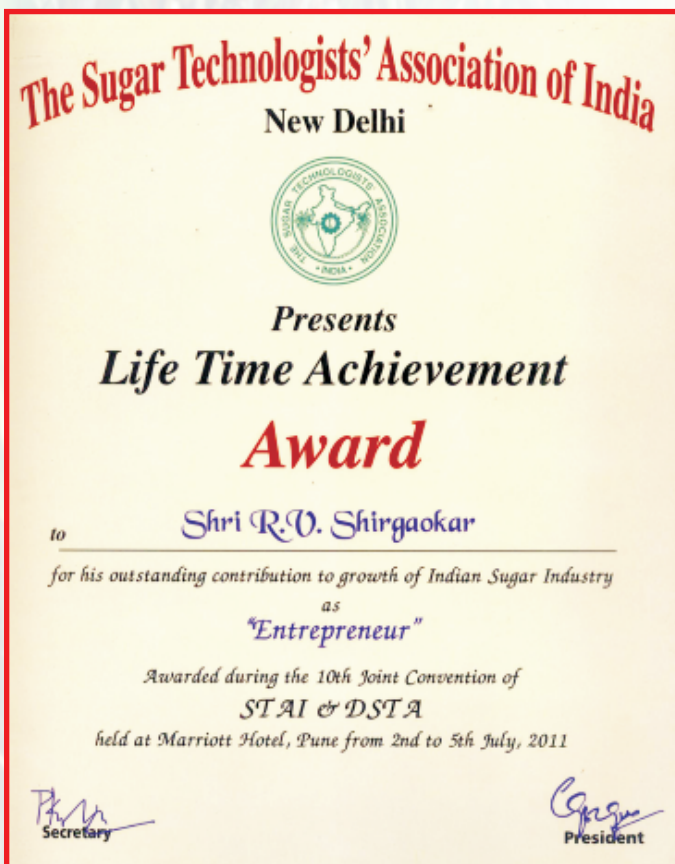 The Sugar Technologists' Association of India
New Delhi
THE SUGAR TECHNOLOGISTS' ASSOCIATION
• INDIA •
Presents
Life Time Achievement
Award
to Shri R.V. Shirgaokar
for his outstanding contribution to growth of Indian Sugar Industry
as
"Entrepreneur"
Awarded during the 10th Joint Convention of
STAI & DSTA
held at Marriott Hotel, Pune from 2nd to 5th July, 2011
Secretary
President